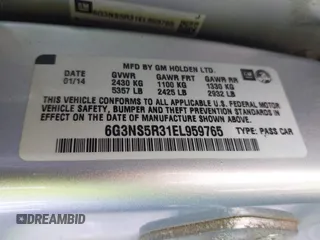 6G3NS5R31EL959765
MFD BY GM HOLDEN LTD.
DATE GVWR GAWR FRT GAWR RR
01/14 2430 KG 1100 KG 1330 KG
5357 LB 2425 LB 2932 LB
THIS VEHICLE CONFORMS TO ALL APPLICABLE U.S. FEDERAL MOTOR
VEHICLE SAFETY, BUMPER, AND THEFT PREVENTION STANDARDS
IN EFFECT ON THE DATE OF MANUFACTURE SHOWN ABOVE.
6G3NS5R31EL959765 TYPE: PASS CAR
DREAMBID